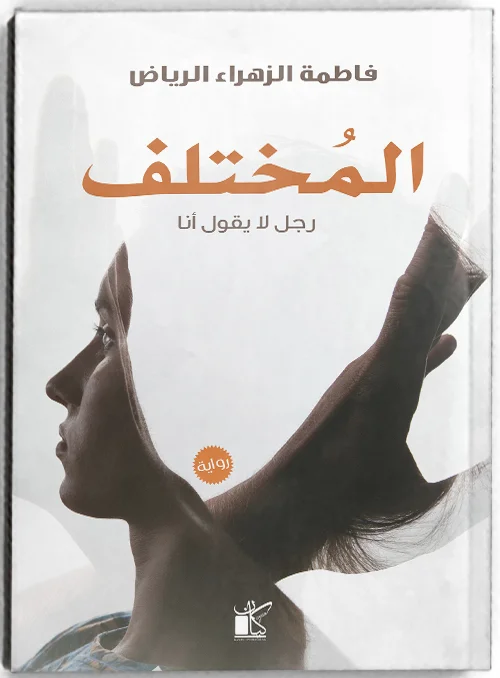 فاطمة الزهراء الرياض
المُختلف
رجل لا يقول أنا
رواية